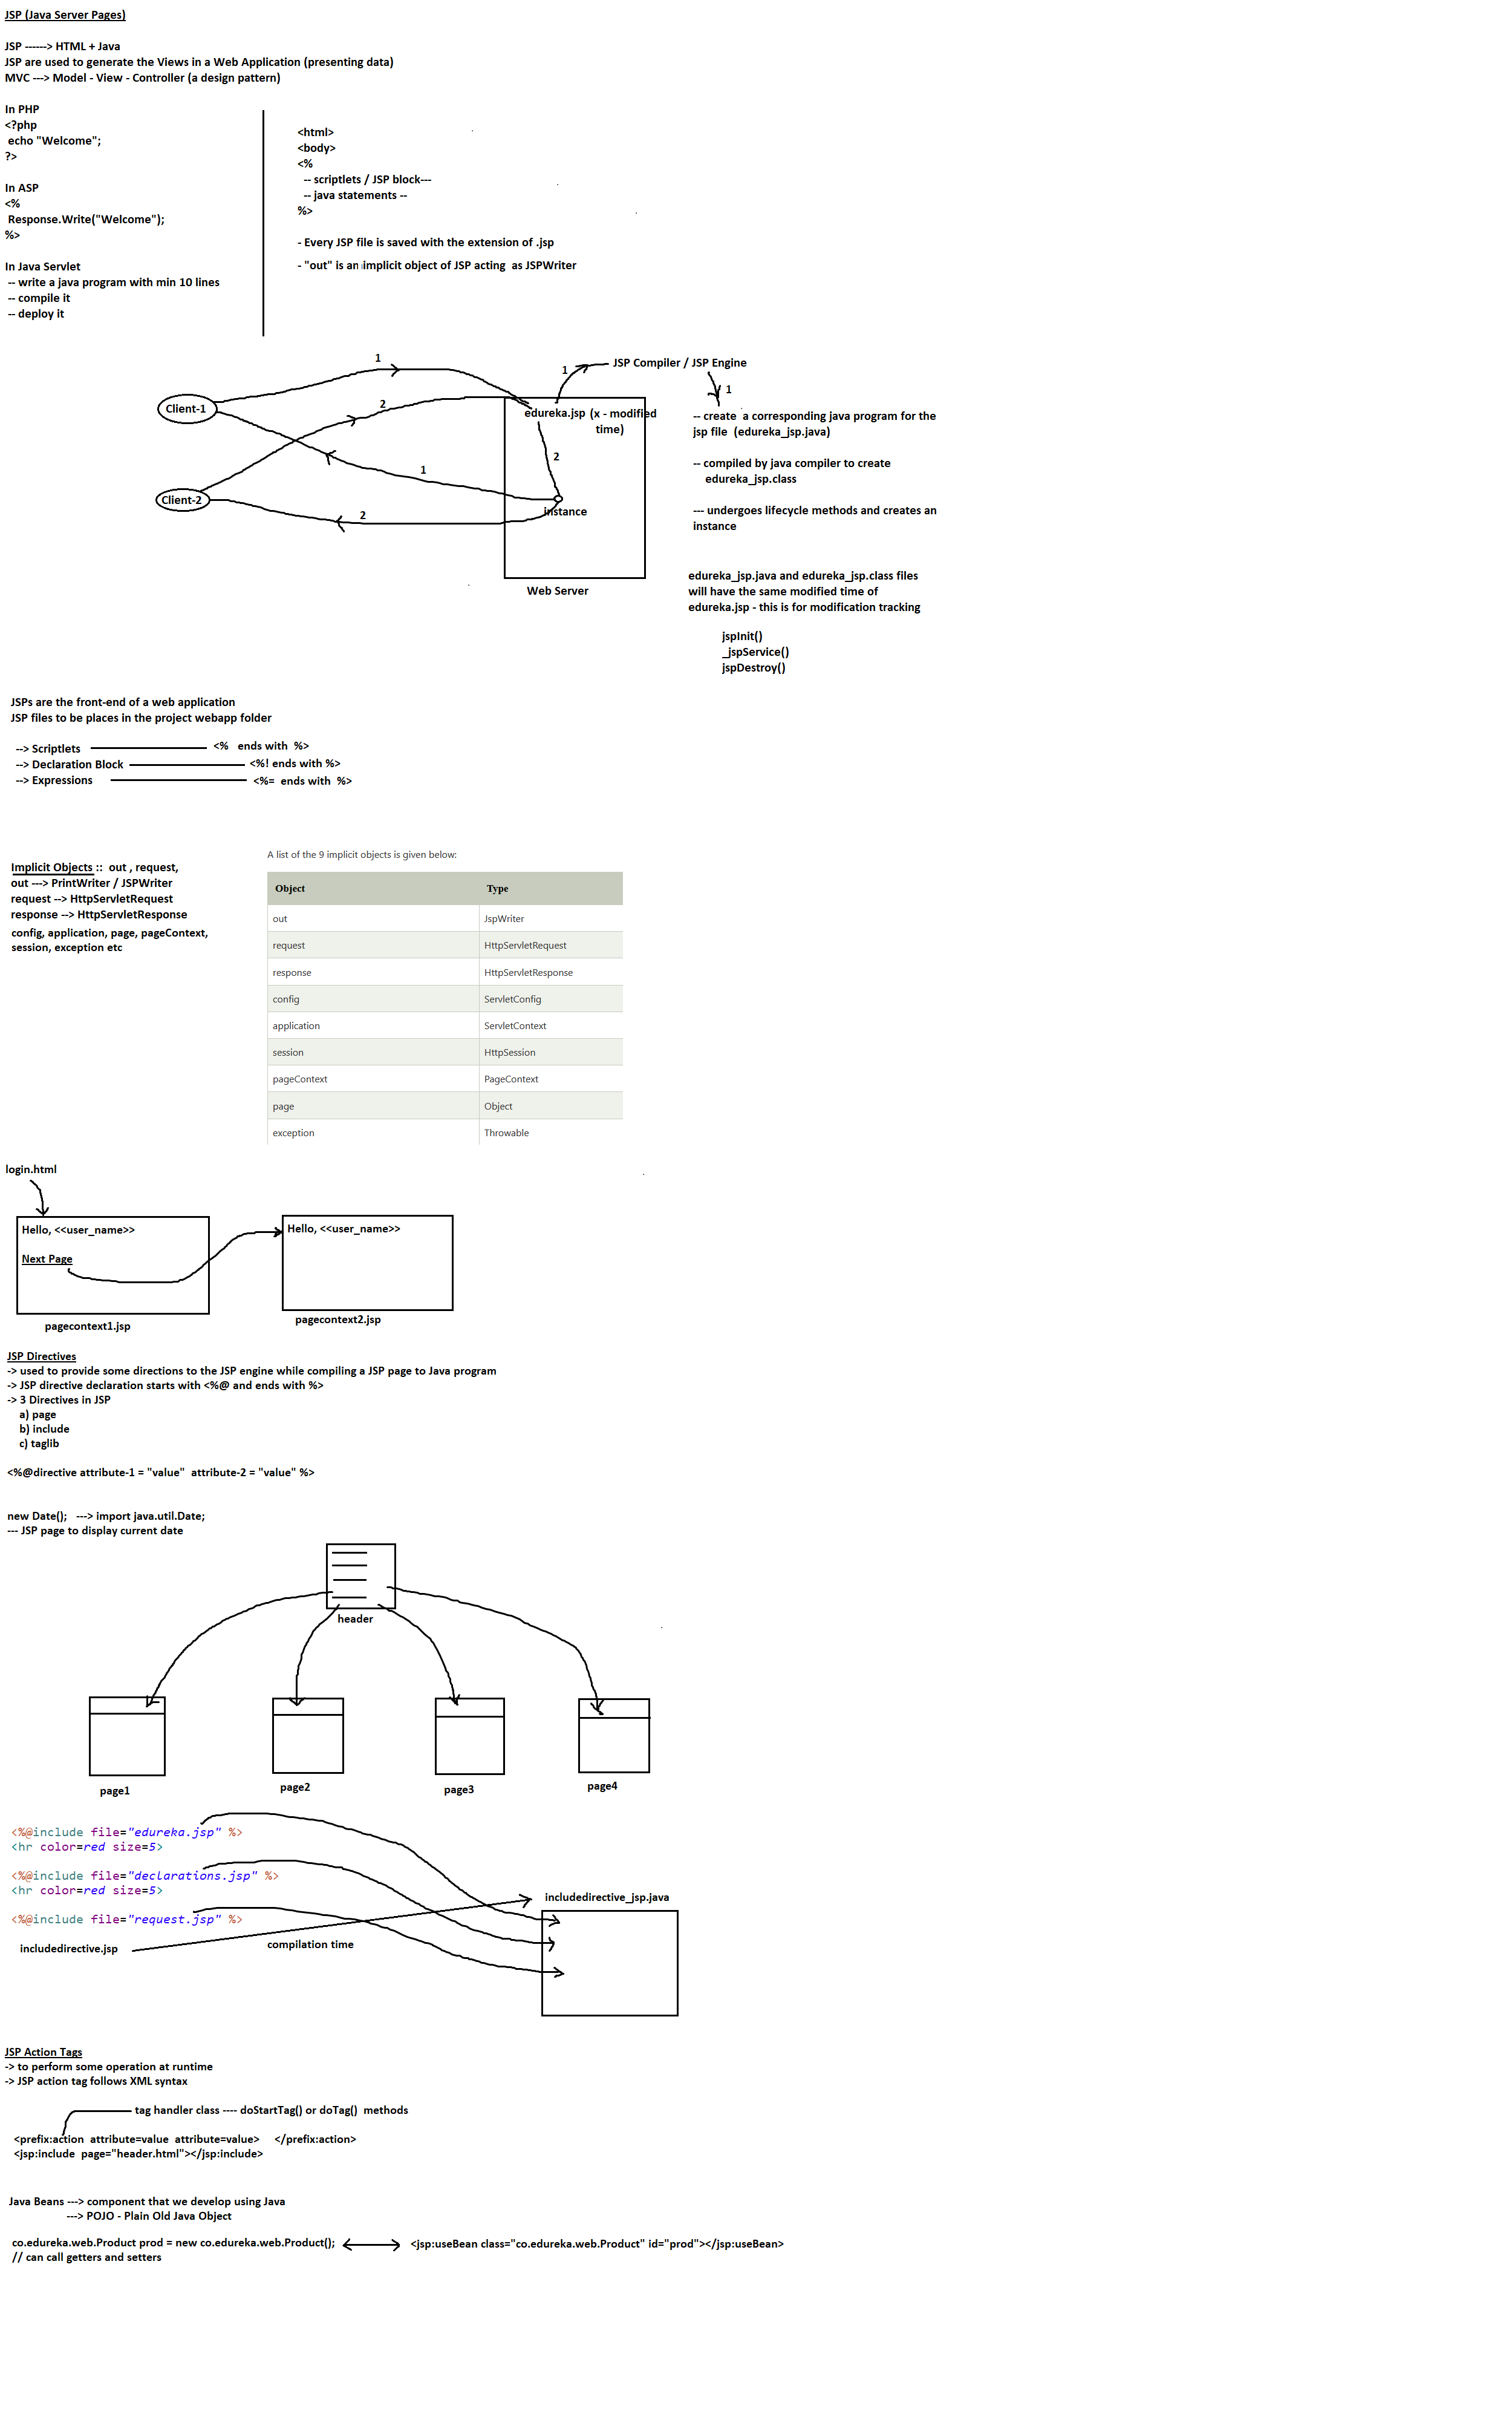 JSP (Java Server Pages)
JSP ------> HTML + Java
JSP are used to generate the Views in a Web Application (presenting data)
MVC ---> Model - View - Controller (a design pattern)
In PHP
<?php
echo "Welcome";
?>
In ASP
<%
Response.Write("Welcome");
%>
In Java Servlet
-- write a java program with min 10 lines
-- compile it
-- deploy it
<html>
<body>
<%
-- scriptlets / JSP block---
-- java statements --
%>
- Every JSP file is saved with the extension of .jsp
- "out" is an implicit object of JSP acting  as JSPWriter
1
1
JSP Compiler / JSP Engine
1
Client-1
2
edureka.jsp (x - modified
time)
-- create  a corresponding java program for the
jsp file  (edureka_jsp.java)
2
1
-- compiled by java compiler to create
edureka_jsp.class
Client-2
2
instance
--- undergoes lifecycle methods and creates an
instance
Web Server
edureka_jsp.java and edureka_jsp.class files
will have the same modified time of
edureka.jsp - this is for modification tracking
jspInit()
_jspService()
jspDestroy()
JSPs are the front-end of a web application
JSP files to be places in the project webapp folder
--> Scriptlets <%   ends with  %>
--> Declaration Block <%! ends with %>
--> Expressions <%=  ends with  %>
Implicit Objects ::  out , request,
out ---> PrintWriter / JSPWriter
request --> HttpServletRequest
response --> HttpServletResponse
config, application, page, pageContext,
session, exception etc
A list of the 9 implicit objects is given below:
Object Type
out JspWriter
request HttpServletRequest
response HttpServletResponse
config ServletConfig
application ServletContext
session HttpSession
pageContext PageContext
page Object
exception Throwable
login.html
Hello, <<user_name>>
Next Page
pagecontext1.jsp
Hello, <<user_name>>
pagecontext2.jsp
JSP Directives
-> used to provide some directions to the JSP engine while compiling a JSP page to Java program
-> JSP directive declaration starts with <%@ and ends with %>
-> 3 Directives in JSP
a) page
b) include
c) taglib
<%@directive attribute-1 = "value"  attribute-2 = "value" %>
new Date();   ---> import java.util.Date;
--- JSP page to display current date
header
page1
page2
page3
page4
<%@include file="edureka.jsp" %>
<hr color=red size=5>
<%@include file="declarations.jsp" %>
<hr color=red size=5>
<%@include file="request.jsp" %>
includedirective.jsp
compilation time
includedirective_jsp.java
JSP Action Tags
-> to perform some operation at runtime
-> JSP action tag follows XML syntax
tag handler class ---- doStartTag() or doTag()  methods
<prefix:action  attribute=value  attribute=value>     </prefix:action>
<jsp:include  page="header.html"></jsp:include>
Java Beans ---> component that we develop using Java
---> POJO - Plain Old Java Object
co.edureka.web.Product prod = new co.edureka.web.Product(); <jsp:useBean class="co.edureka.web.Product" id="prod"></jsp:useBean>
// can call getters and setters